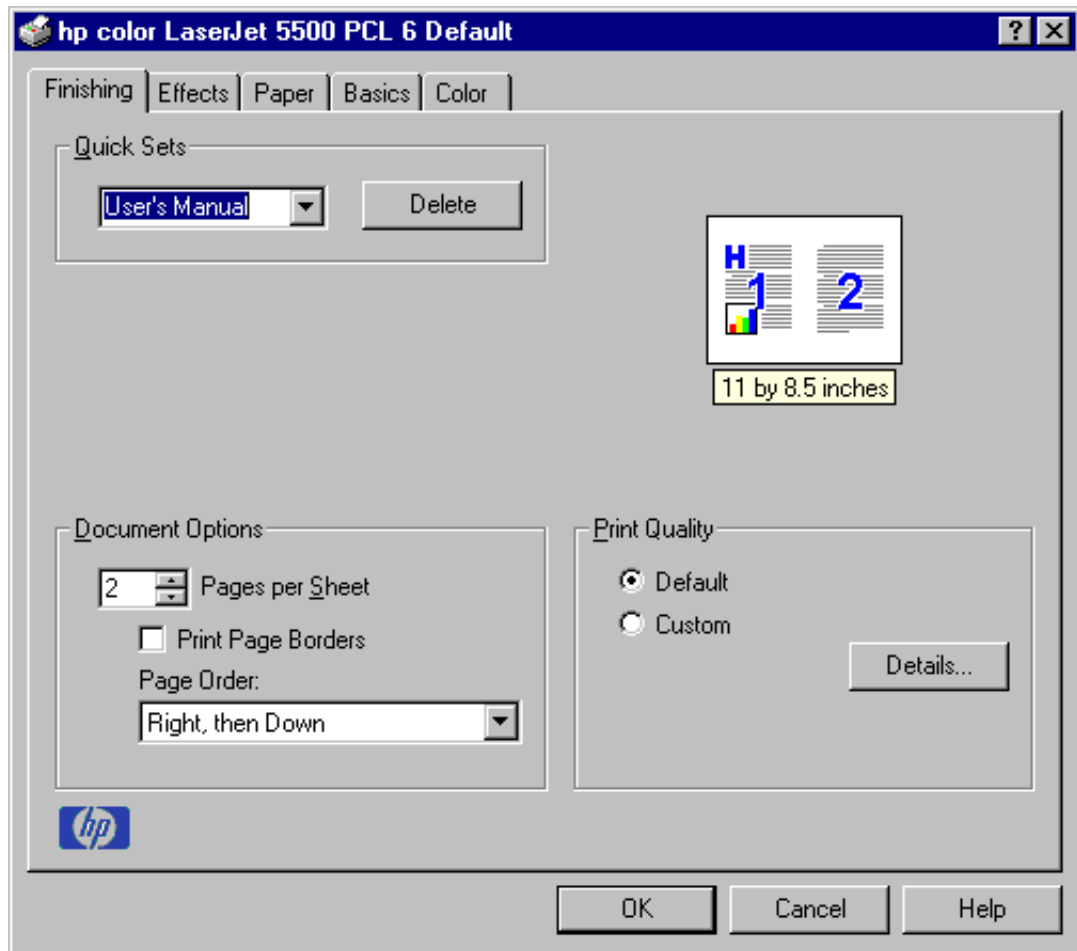 hp color LaserJet 5500 PCL 6 Default
Finishing Effects Paper Basics Color
Quick Sets
User's Manual Delete
H
1 2
11 by 8.5 inches
Document Options
2 Pages per Sheet
Print Page Borders
Page Order:
Right, then Down
Print Quality
Default
Custom
Details...
hp
OK Cancel Help